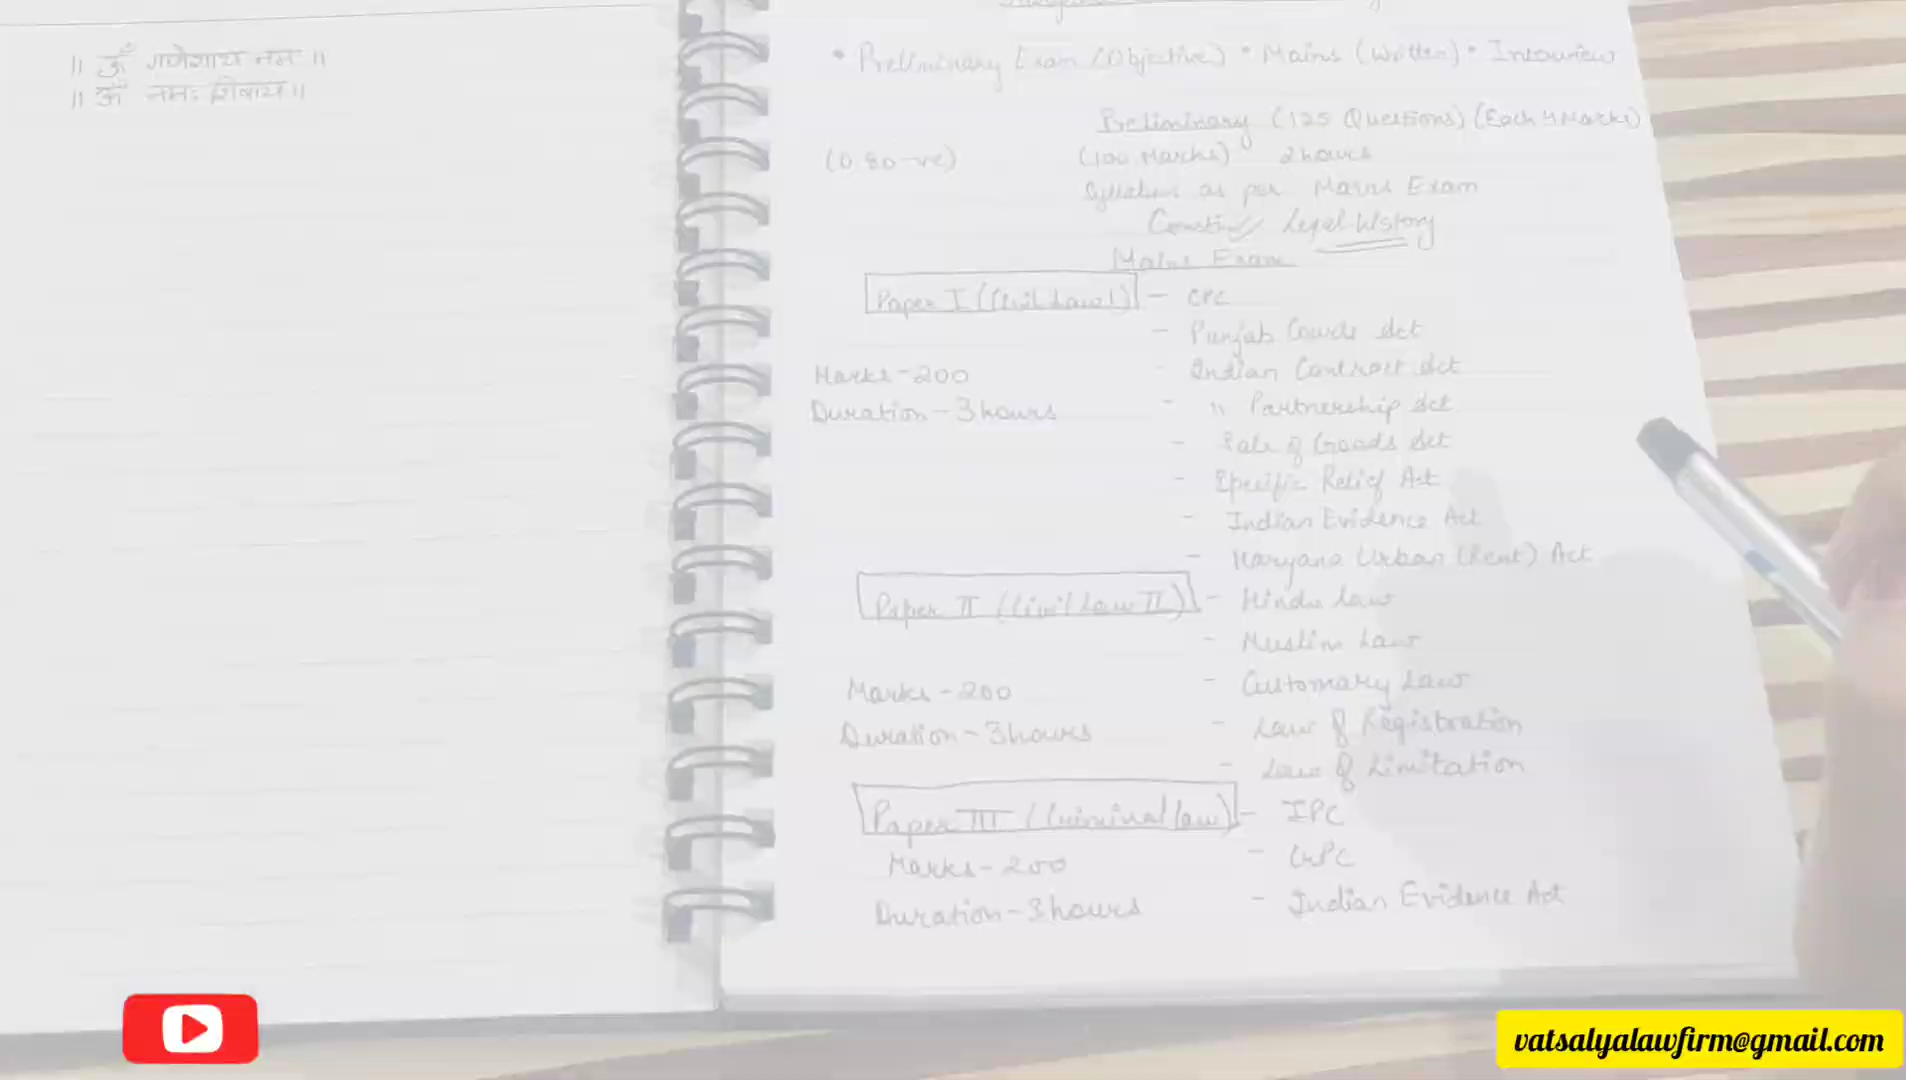 ॥ ॐ गणेशाय नमः ॥
॥ ॐ नमः शिवाय ॥
• Preliminary Exam (Objective) • Mains (Written) • Interview
Preliminary (125 Questions) (Each 4 Marks)
(0.80-ve) (100 Marks) 2 hours
Syllabus as per Mains Exam
Legal History
Mains Exam
Paper I (Civil Law I) - CPC
- Punjab Courts Act
Marks - 200 - Indian Contract Act
Duration - 3 hours - " Partnership Act
- Sale of Goods Act
- Specific Relief Act
- Indian Evidence Act
- Haryana Urban (Rent) Act
Paper II (Civil Law II) - Hindu Law
- Muslim Law
Marks - 200 - Customary Law
Duration - 3 hours - Law of Registration
- Law of Limitation
Paper III (Criminal law) - IPC
Marks - 200 - CrPC
Duration - 3 hours - Indian Evidence Act
vatsalyalawfirm@gmail.com